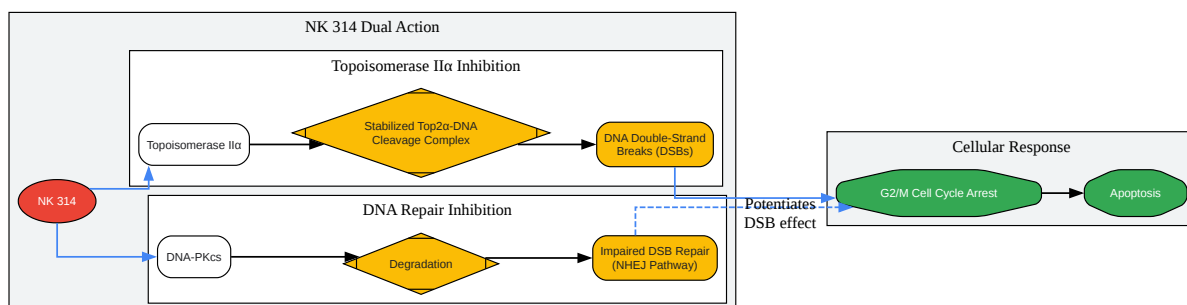 NK 314 Dual Action
Topoisomerase IIα Inhibition
Topoisomerase IIα
Stabilized Top2α-DNA
Cleavage Complex
DNA Double-Strand
Breaks (DSBs)
NK 314
DNA Repair Inhibition
DNA-PKcs
Degradation
Impaired DSB Repair
(NHEJ Pathway)
Potentiates
DSB effect
Cellular Response
G2/M Cell Cycle Arrest
Apoptosis